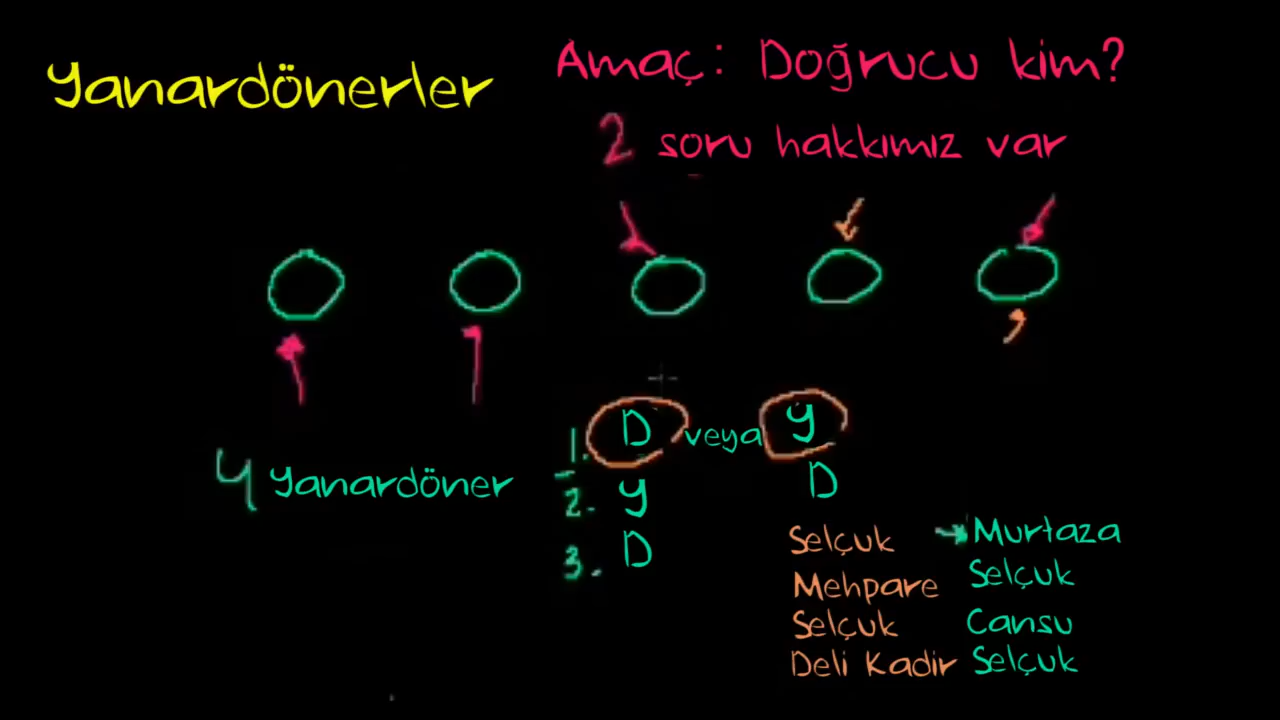 Yanardönerler
Amaç: Doğrucu kim?
2 soru hakkımız var
4 Yanardöner
1. D veya y
2. y D
3. D
Selçuk Murtaza
Mehpare Selçuk
Selçuk Cansu
Deli Kadir Selçuk